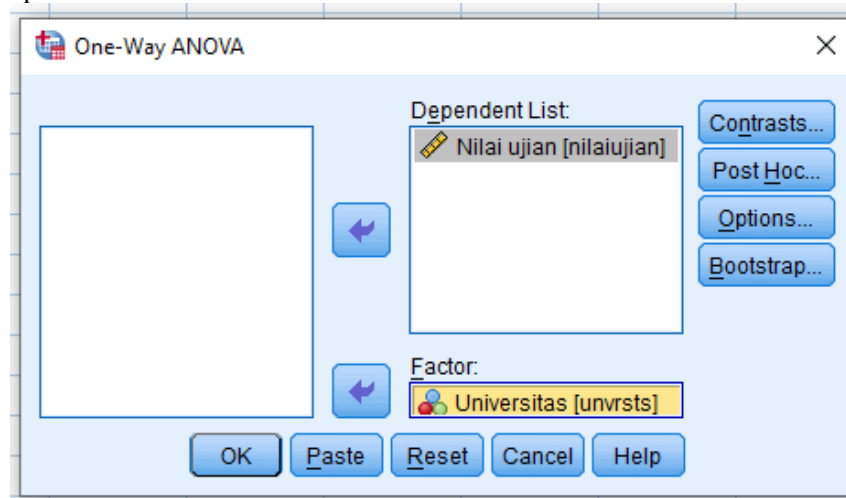 One-Way ANOVA
Dependent List:
Nilai ujian [nilaiujian]
Contrasts...
Post Hoc...
Options...
Bootstrap...
Factor:
Universitas [unvrsts]
OK Paste Reset Cancel Help